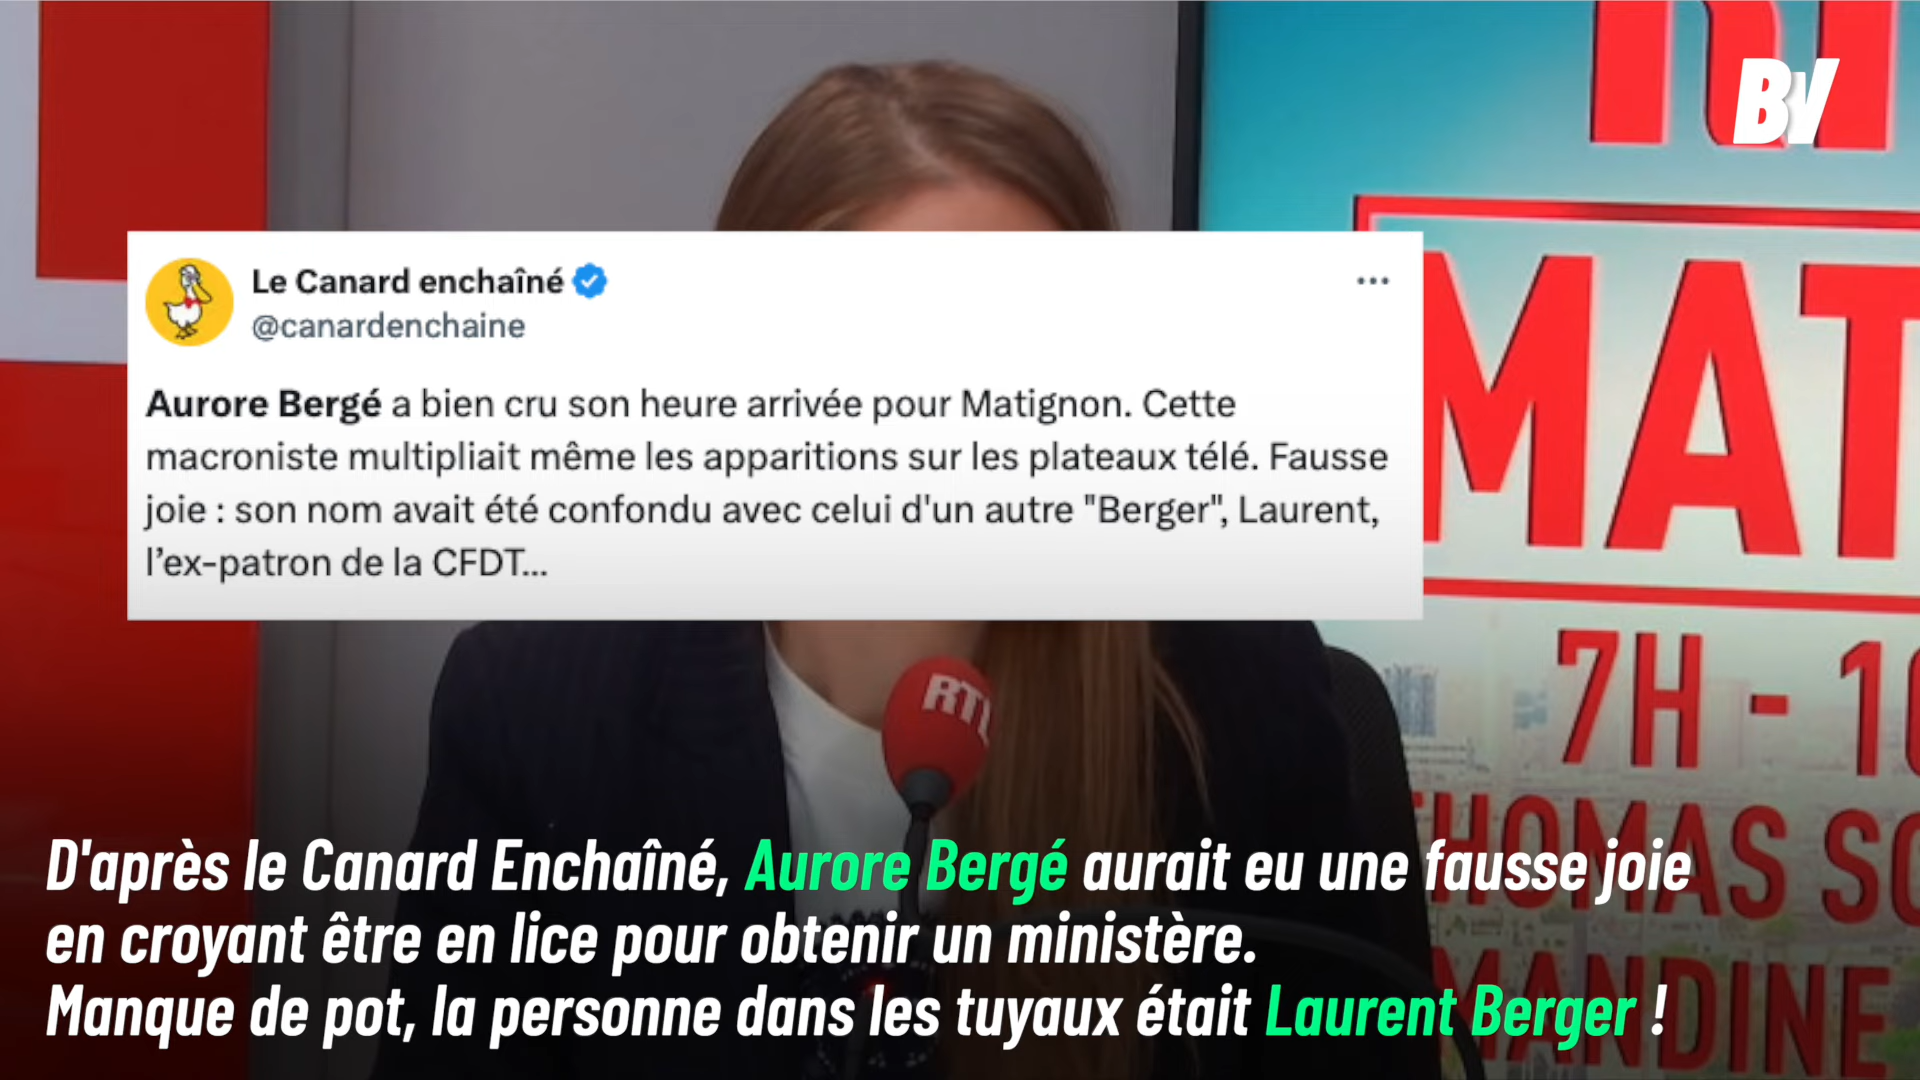 BV
Le Canard enchaîné
@canardenchaine
Aurore Bergé a bien cru son heure arrivée pour Matignon. Cette
macroniste multipliait même les apparitions sur les plateaux télé. Fausse
joie : son nom avait été confondu avec celui d'un autre "Berger", Laurent,
l’ex-patron de la CFDT...
MAT
7H - 10
RTL
THOMAS SO
MANDINE
D'après le Canard Enchaîné, Aurore Bergé aurait eu une fausse joie
en croyant être en lice pour obtenir un ministère.
Manque de pot, la personne dans les tuyaux était Laurent Berger !